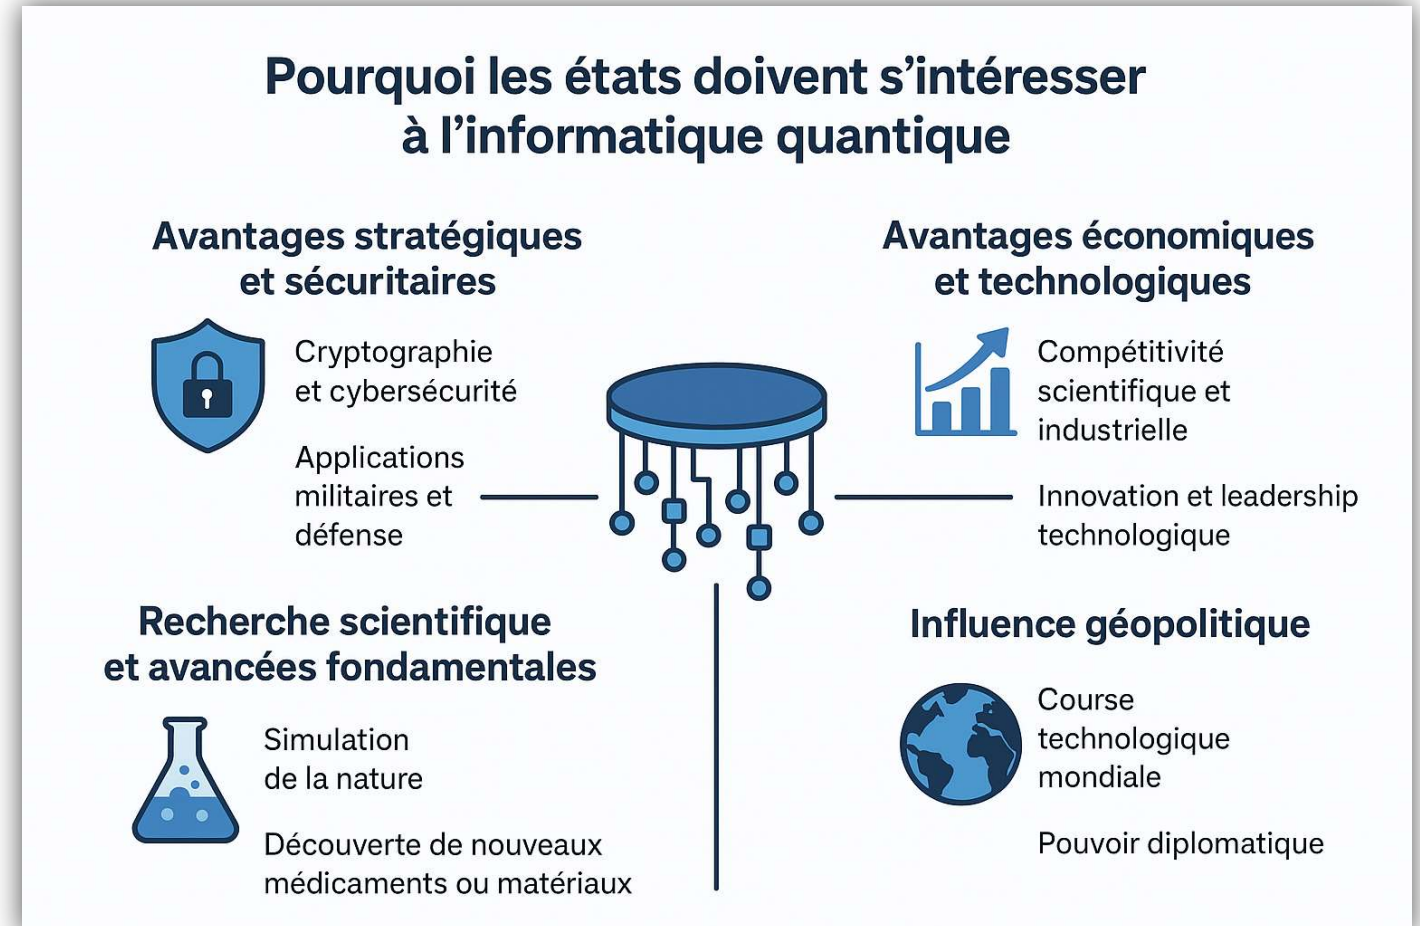 Pourquoi les états doivent s’intéresser
à l’informatique quantique
Avantages stratégiques
et sécuritaires
Cryptographie
et cybersécurité
Applications
militaires et
défense
Avantages économiques
et technologiques
Compétitivité
scientifique et
industrielle
Innovation et leadership
technologique
Recherche scientifique
et avancées fondamentales
Simulation
de la nature
Découverte de nouveaux
médicaments ou matériaux
Influence géopolitique
Course
technologique
mondiale
Pouvoir diplomatique